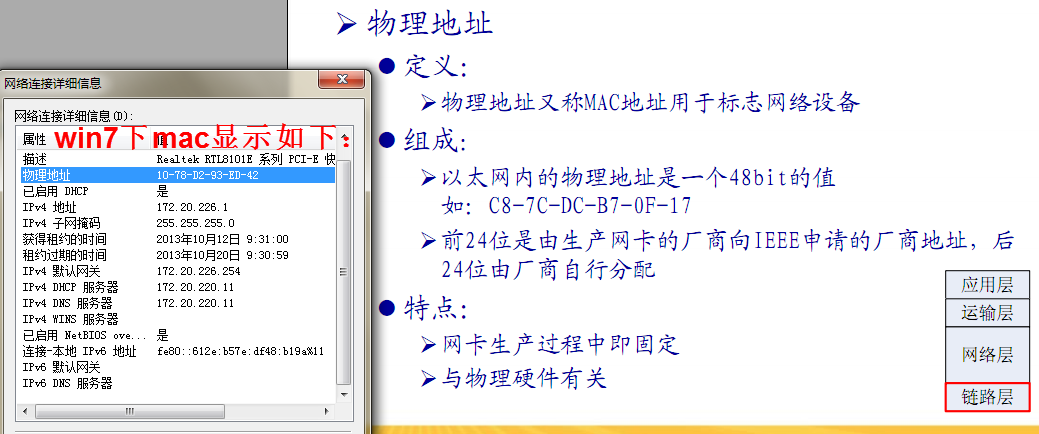 网络连接详细信息
网络连接详细信息(D):
属性 值
win7下mac显示如下:
描述 Realtek RTL8101E 系列 PCI-E 快
物理地址 10-78-D2-93-ED-42
已启用 DHCP 是
IPv4 地址 172.20.226.1
IPv4 子网掩码 255.255.255.0
获得租约的时间 2013年10月12日 9:31:00
租约过期的时间 2013年10月20日 9:30:59
IPv4 默认网关 172.20.226.254
IPv4 DHCP 服务器 172.20.220.11
IPv4 DNS 服务器 172.20.220.11
IPv4 WINS 服务器
已启用 NetBIOS ove... 是
连接-本地 IPv6 地址 fe80::612e:b57e:df48:b19a%11
IPv6 默认网关
IPv6 DNS 服务器
物理地址
定义:
物理地址又称MAC地址用于标志网络设备
组成:
以太网内的物理地址是一个48bit的值
如: C8-7C-DC-B7-0F-17
前24位是由生产网卡的厂商向IEEE申请的厂商地址, 后
24位由厂商自行分配
特点:
网卡生产过程中即固定
与物理硬件有关
应用层
运输层
网络层
链路层